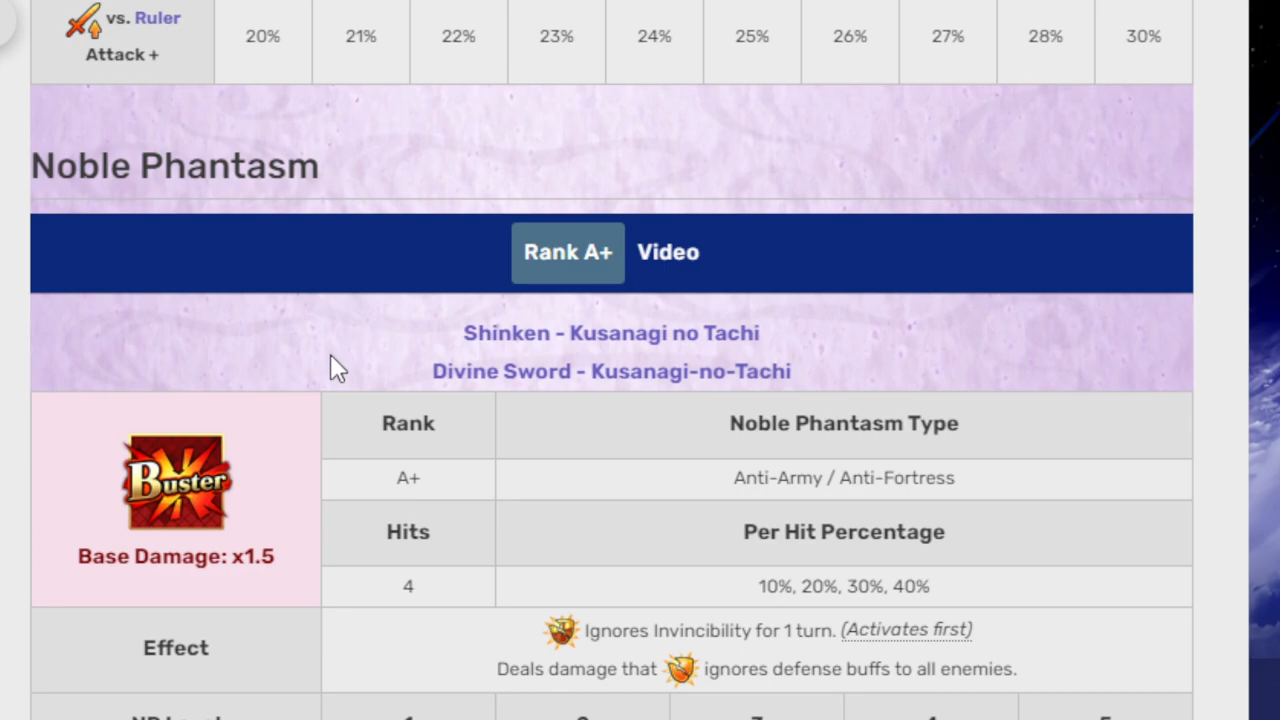 vs. Ruler
Attack +
20% 21% 22% 23% 24% 25% 26% 27% 28% 30%
Noble Phantasm
Rank A+ Video
Shinken - Kusanagi no Tachi
Divine Sword - Kusanagi-no-Tachi
Buster
Base Damage: x1.5
Rank Noble Phantasm Type
A+ Anti-Army / Anti-Fortress
Hits Per Hit Percentage
4 10%, 20%, 30%, 40%
Effect
Ignores Invincibility for 1 turn. (Activates first)
Deals damage that ignores defense buffs to all enemies.